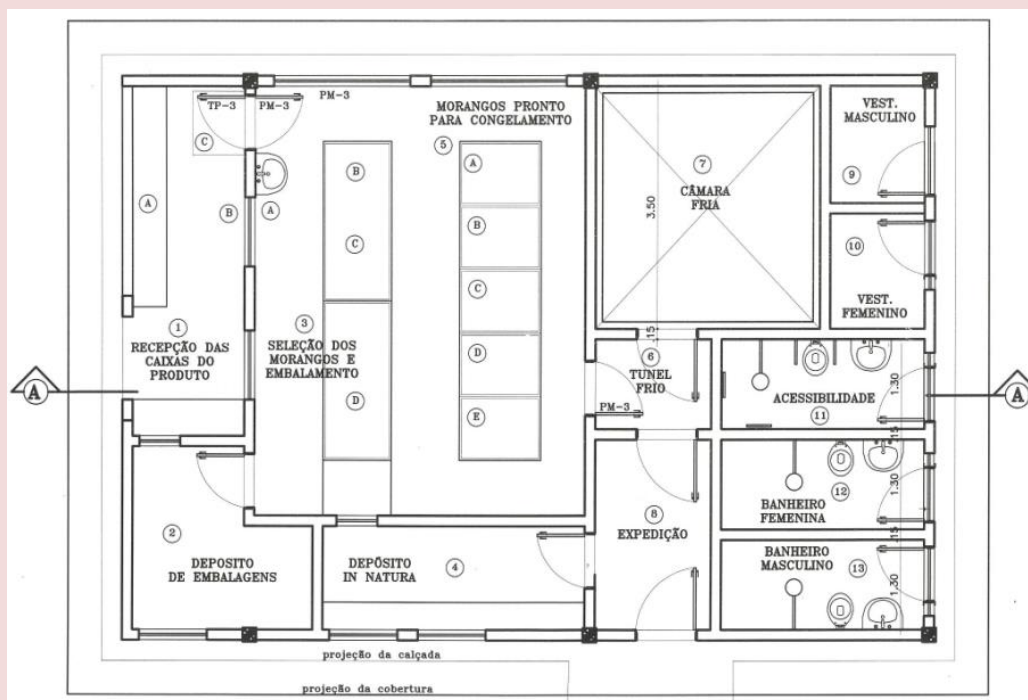 TP-3
PM-3
PM-3
C
A
B
A
1
RECEPÇÃO DAS
CAIXAS DO
PRODUTO
A
2
DEPOSITO
DE EMBALAGENS
B
C
3
SELEÇÃO DOS
MORANGOS E
EMBALAMENTO
D
MORANGOS PRONTO
PARA CONGELAMENTO
5
A
B
C
D
E
DEPÓSITO
IN NATURA
4
7
CÂMARA
FRIA
3.50
.15
6
TUNEL
FRIO
PM-3
8
EXPEDIÇÃO
VEST.
MASCULINO
9
10
VEST.
FEMENINO
ACESSIBILIDADE
11
1.30
A
.15
12
BANHEIRO
FEMENINA
1.30
.15
BANHEIRO
MASCULINO
13
1.30
projeção da calçada
projeção da cobertura